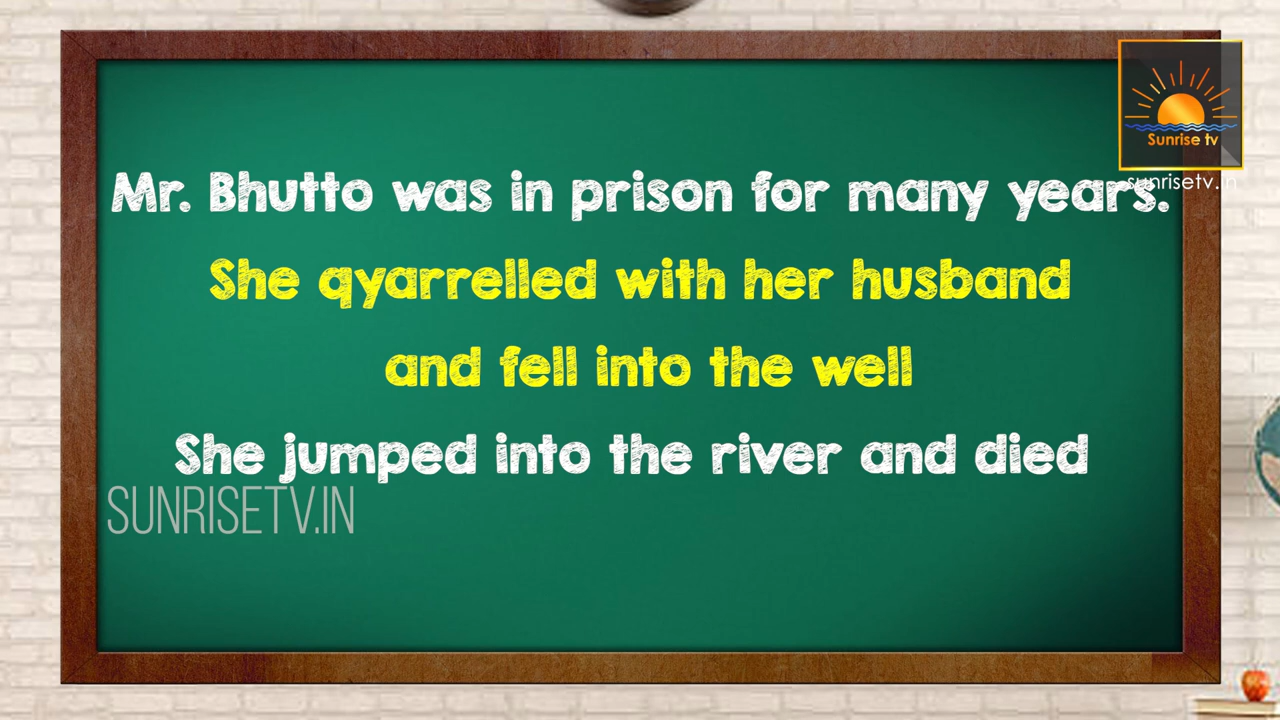 Sunrise tv
sunrisetv.in
Mr. Bhutto was in prison for many years.
She qyarrelled with her husband
and fell into the well
She jumped into the river and died
SUNRISETV.IN